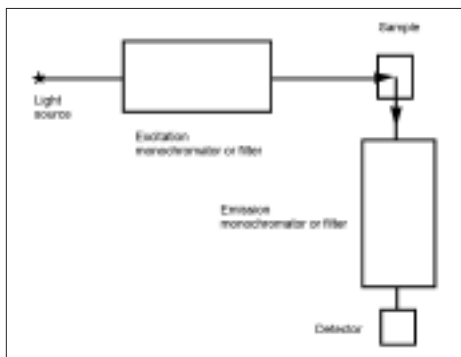 Sample
Light
source
Excitation
monochromator or filter
Emission
monochromator or filter
Detector